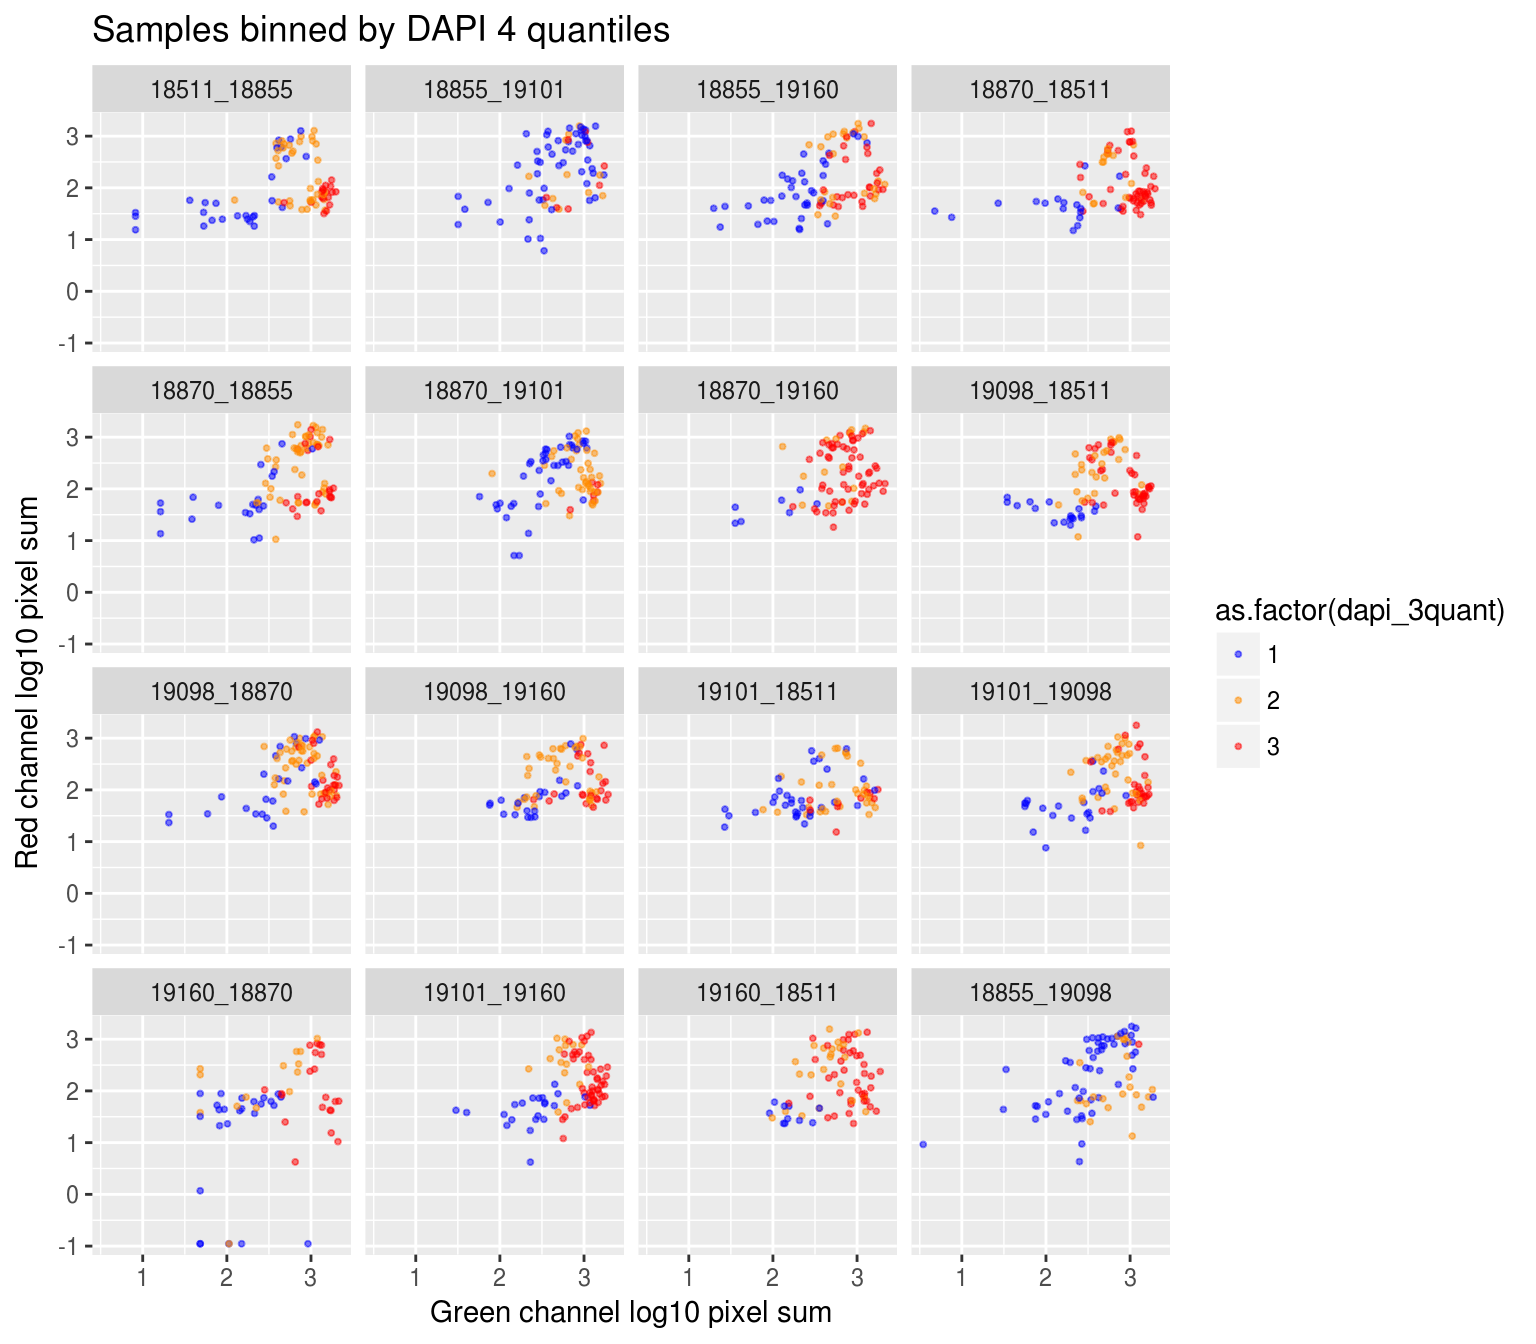 Samples binned by DAPI 4 quantiles
18511_18855 18855_19101 18855_19160 18870_18511
3
2
1
0
-1
18870_18855 18870_19101 18870_19160 19098_18511
3
2
1
0
-1
19098_18870 19098_19160 19101_18511 19101_19098
3
2
1
0
-1
19160_18870 19101_19160 19160_18511 18855_19098
3
2
1
0
-1
1 2 3 1 2 3 1 2 3 1 2 3
Green channel log10 pixel sum
Red channel log10 pixel sum
as.factor(dapi_3quant)
1
2
3